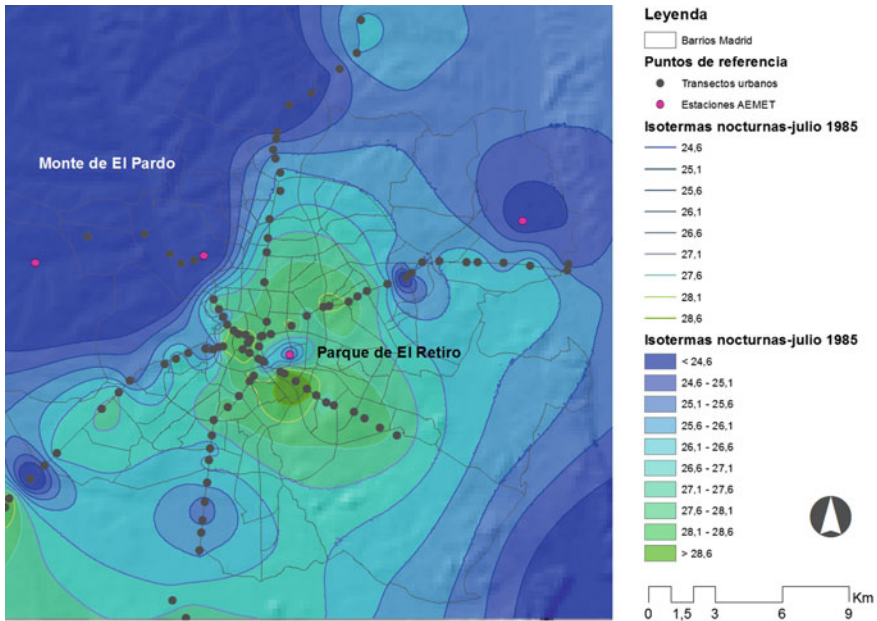 Monte de El Pardo
Parque de El Retiro
Leyenda
Barrios Madrid
Puntos de referencia
Transectos urbanos
Estaciones AEMET
Isotermas nocturnas-julio 1985
24,6
25,1
25,6
26,1
26,6
27,1
27,6
28,1
28,6
Isotermas nocturnas-julio 1985
< 24,6
24,6 - 25,1
25,1 - 25,6
25,6 - 26,1
26,1 - 26,6
26,6 - 27,1
27,1 - 27,6
27,6 - 28,1
28,1 - 28,6
> 28,6
Km
0 1,5 3 6 9